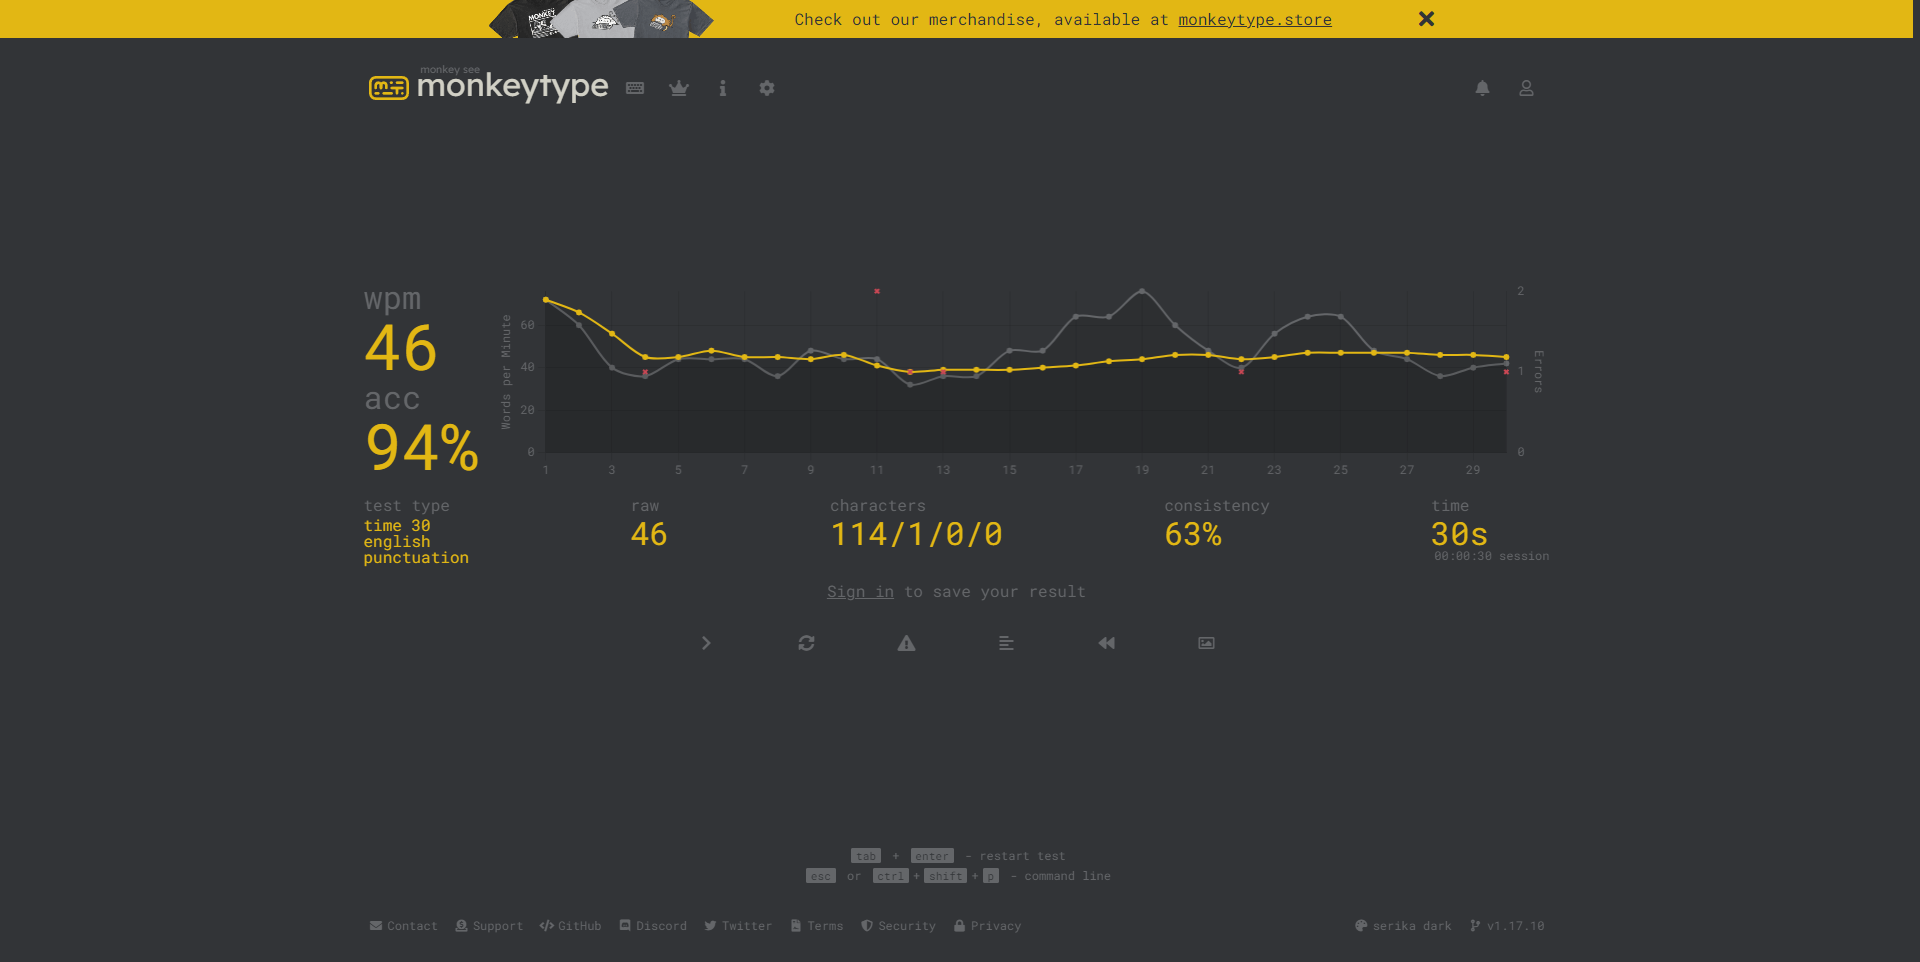 Check out our merchandise, available at monkeytype.store
monkey see
monkeytype
wpm
46
acc
94%
Words per Minute
60
40
20
0
2
1
0
Errors
1 3 5 7 9 11 13 15 17 19 21 23 25 27 29
test type
time 30
english
punctuation
raw
46
characters
114/1/0/0
consistency
63%
time
30s
00:00:30 session
Sign in to save your result
tab + enter - restart test
esc or ctrl + shift + p - command line
Contact Support GitHub Discord Twitter Terms Security Privacy serika dark v1.17.10